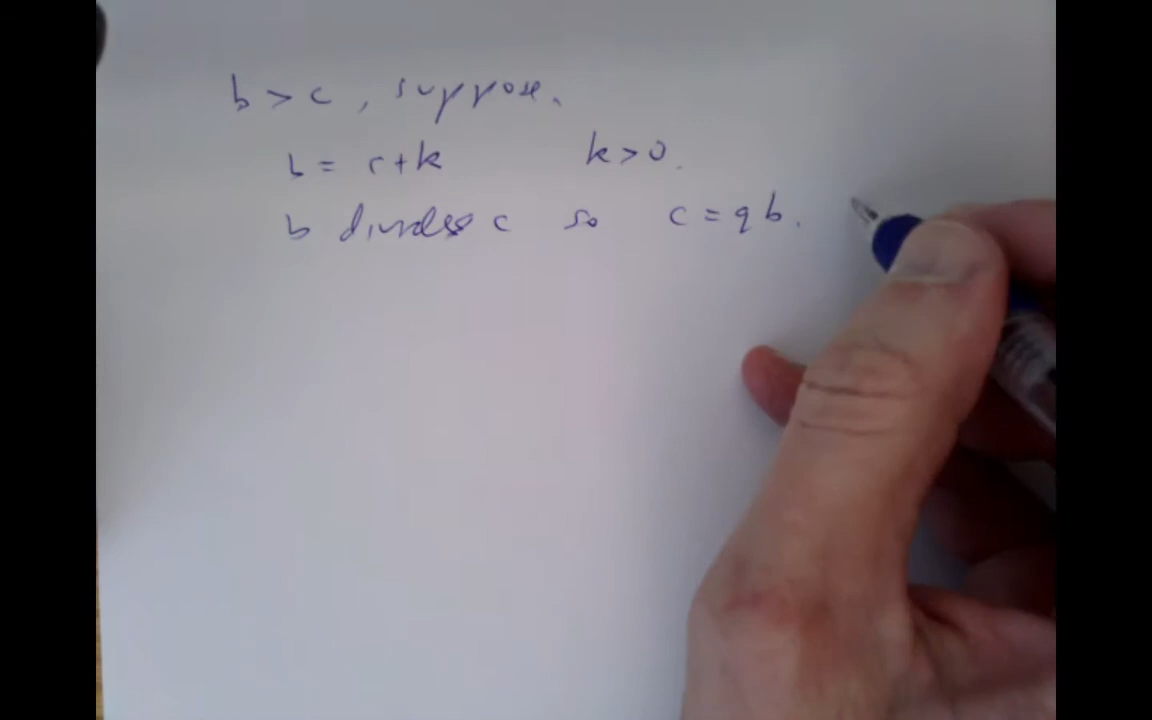 b > c, suppose.
b = c + k k > 0.
b divides c so c = qb.